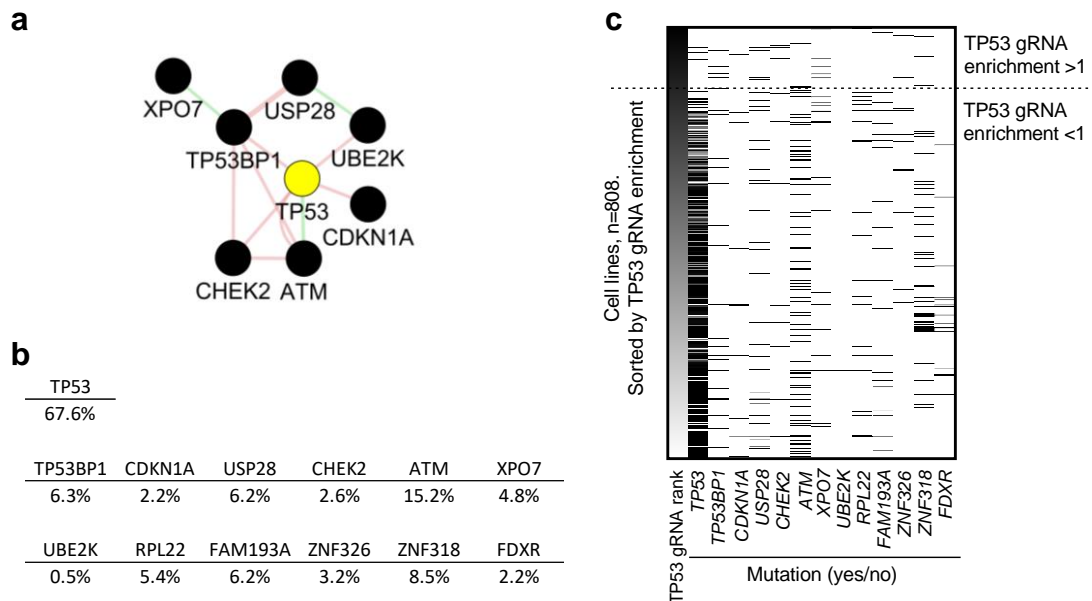 a
XPO7
USP28
TP53BP1
UBE2K
TP53
CDKN1A
CHEK2
ATM
b
TP53
67.6%
TP53BP1 CDKN1A USP28 CHEK2 ATM XPO7
6.3% 2.2% 6.2% 2.6% 15.2% 4.8%
UBE2K RPL22 FAM193A ZNF326 ZNF318 FDXR
0.5% 5.4% 6.2% 3.2% 8.5% 2.2%
c
TP53 gRNA
enrichment >1
TP53 gRNA
enrichment <1
Cell lines, n=808.
Sorted by TP53 gRNA enrichment
TP53 gRNA rank
TP53
TP53BP1
CDKN1A
USP28
CHEK2
ATM
XPO7
UBE2K
RPL22
FAM193A
ZNF326
ZNF318
FDXR
Mutation (yes/no)